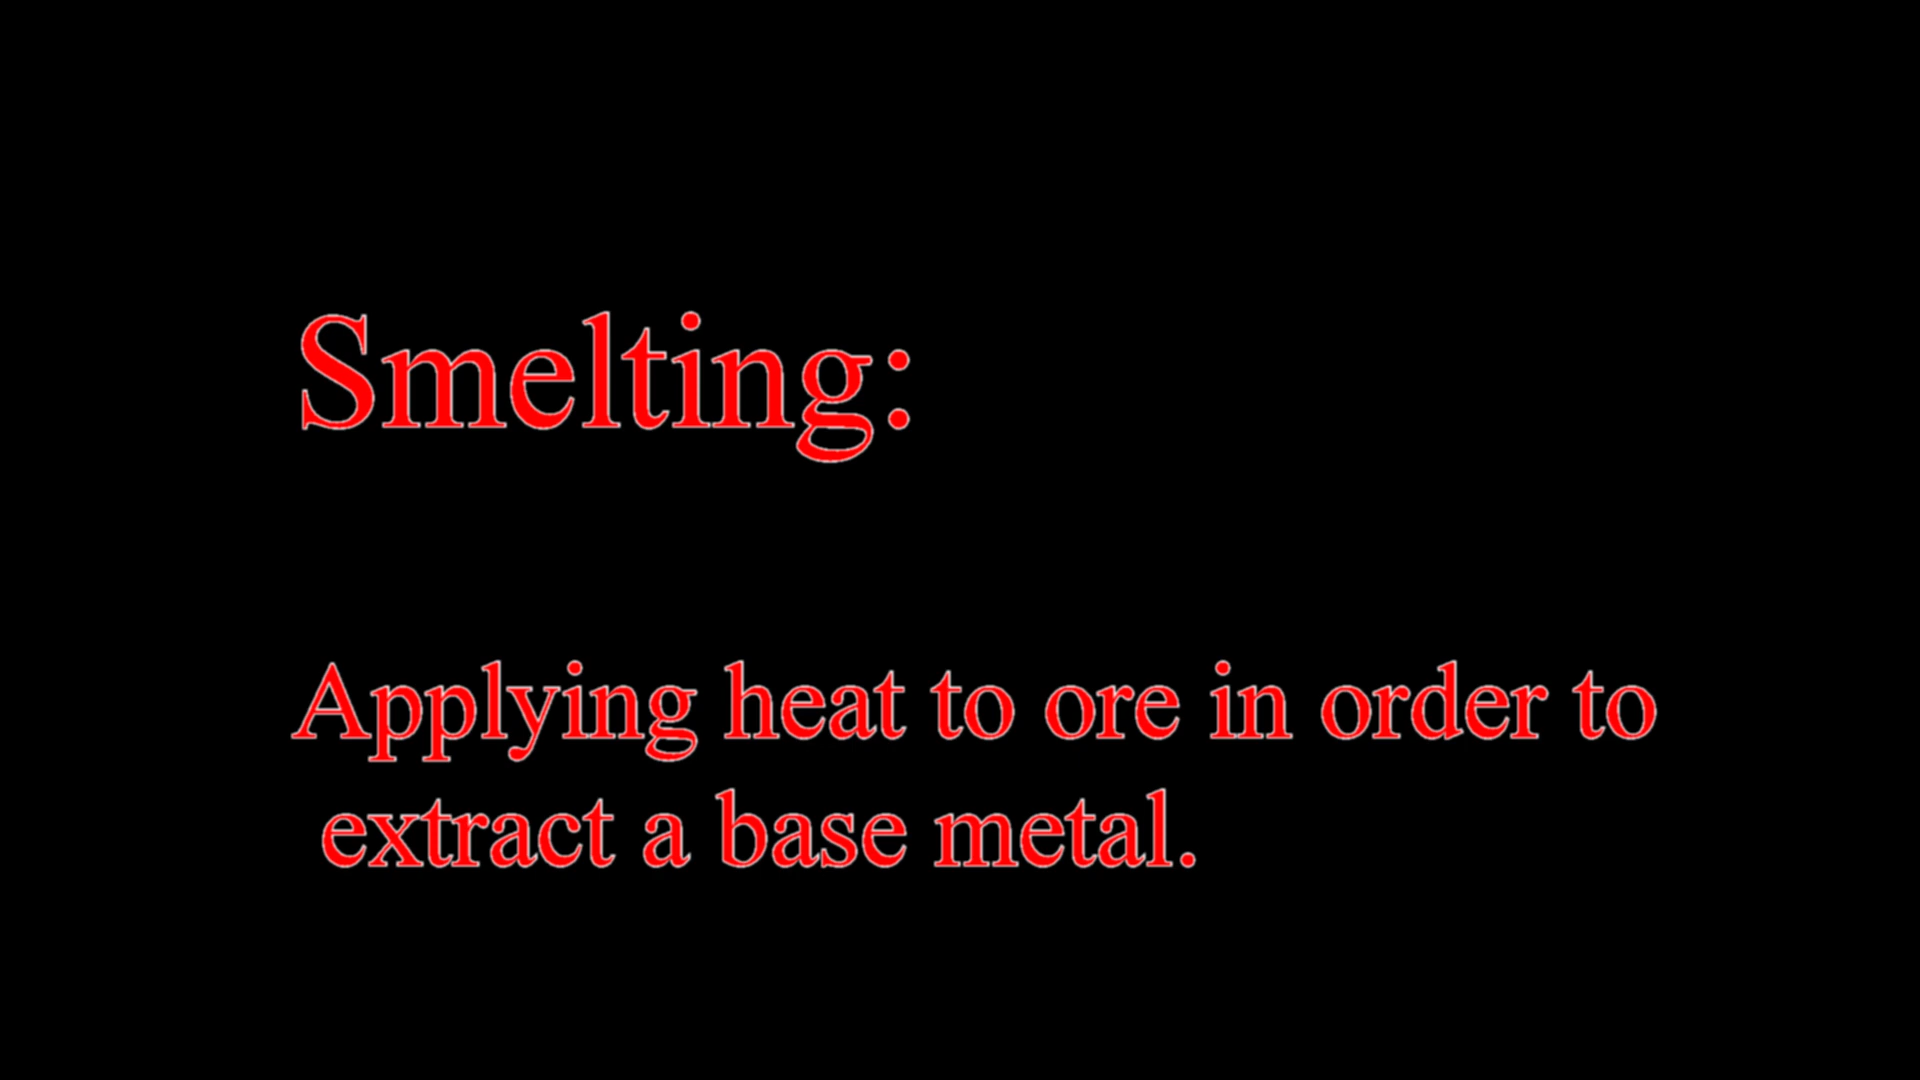 Smelting:
Applying heat to ore in order to
extract a base metal.